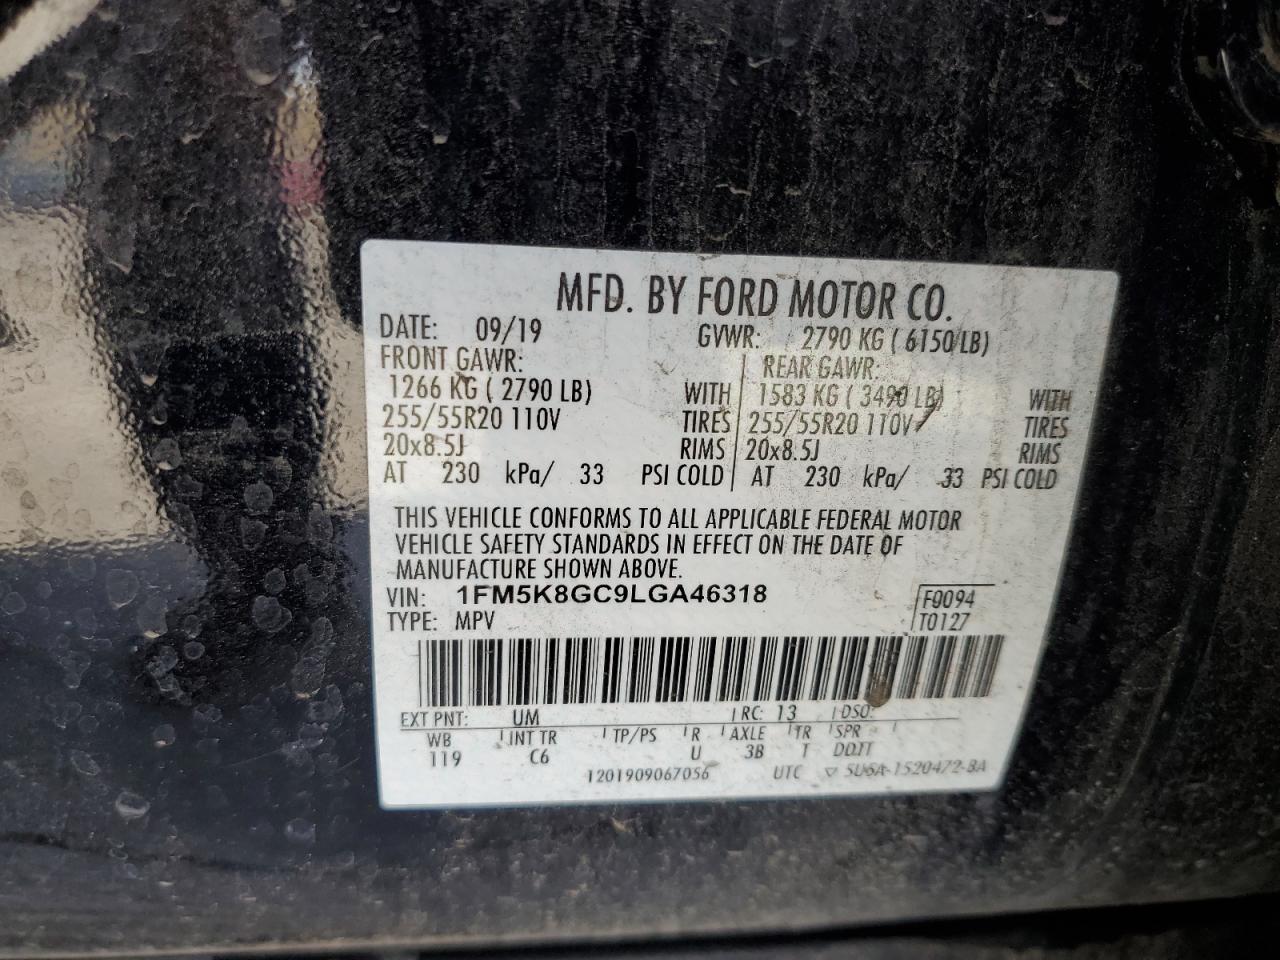 MFD. BY FORD MOTOR CO.
DATE: 09/19 GVWR: 2790 KG ( 6150 LB)
FRONT GAWR: REAR GAWR:
1266 KG ( 2790 LB) WITH 1583 KG ( 3490 LB) WITH
255/55R20 110V TIRES 255/55R20 110V TIRES
20x8.5J RIMS 20x8.5J RIMS
AT 230 kPa/ 33 PSI COLD AT 230 kPa/ 33 PSI COLD
THIS VEHICLE CONFORMS TO ALL APPLICABLE FEDERAL MOTOR
VEHICLE SAFETY STANDARDS IN EFFECT ON THE DATE OF
MANUFACTURE SHOWN ABOVE.
VIN: 1FM5K8GC9LGA46318 F0094
TYPE: MPV T0127
EXT PNT: UM RC: 13 DSO:
WB INT TR TP/PS R AXLE TR SPR
119 C6 U 3B T
1201909067056 UTC